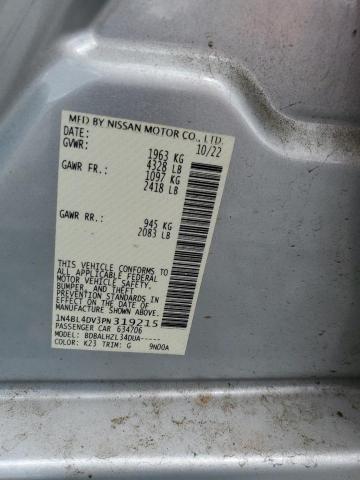 MFD BY NISSAN MOTOR CO., LTD.
DATE: 10/22
GVWR: 1963 KG
4328 LB
GAWR FR.: 1097 KG
2418 LB
GAWR RR.: 945 KG
2083 LB
THIS VEHICLE CONFORMS TO
ALL APPLICABLE FEDERAL
MOTOR VEHICLE SAFETY,
BUMPER, AND THEFT
PREVENTION STANDARDS IN
EFFECT ON THE DATE OF
MANUFACTURE SHOWN ABOVE.
1N4BL4DV3PN319215
PASSENGER CAR 634706
MODEL: BDBALHZL34DUA-----
COLOR: K23 TRIM: G 9N00A